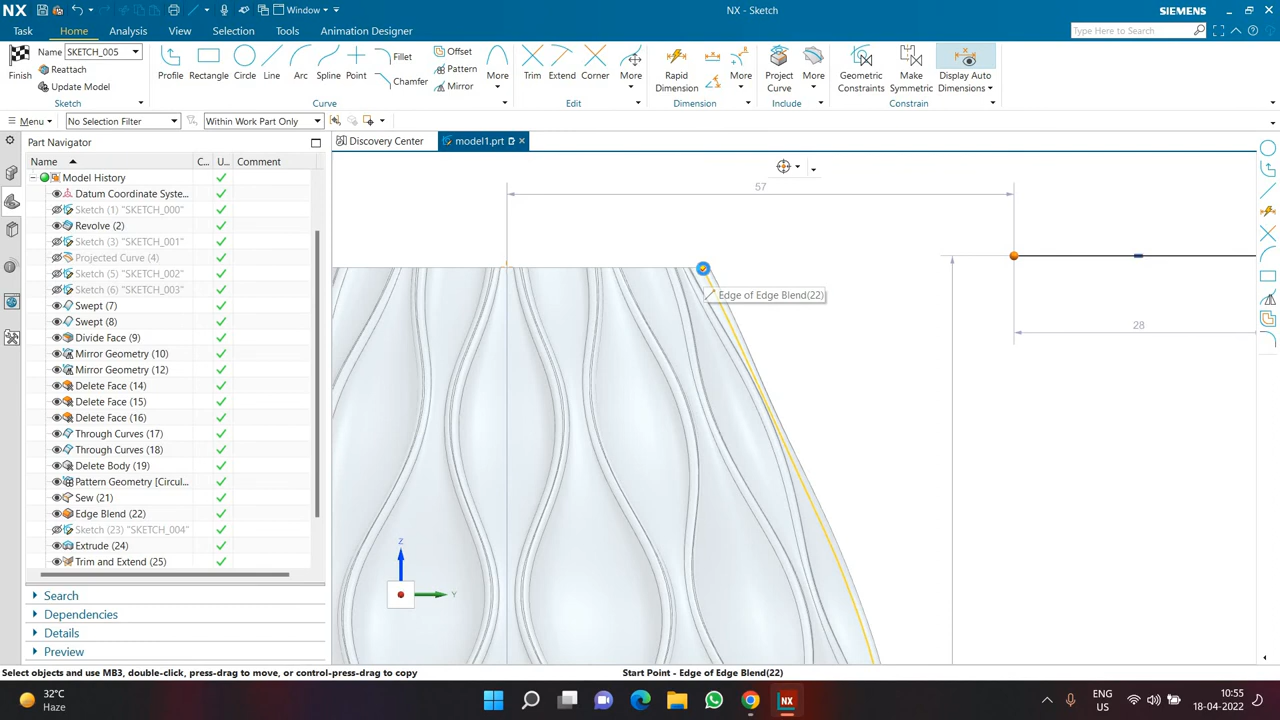 NX
Window
NX - Sketch
SIEMENS
Task
Home
Analysis
View
Selection
Tools
Animation Designer
Type here to Search
Name
SKETCH_005
Reattach
Update Model
Finish
Sketch
Profile
Rectangle
Circle
Line
Arc
Spline
Point
Fillet
Chamfer
Offset
Pattern
Mirror
More
Curve
Trim
Extend
Corner
More
Edit
Rapid
Dimension
More
Dimension
Project
Curve
More
Include
Geometric
Constraints
Make
Symmetric
Display Auto
Dimensions
Constrain
Menu
No Selection Filter
Within Work Part Only
Part Navigator
Discovery Center
model1.prt
Name
C...
U...
Comment
Model History
Datum Coordinate Syste...
Sketch (1) "SKETCH_000"
Revolve (2)
Sketch (3) "SKETCH_001"
Projected Curve (4)
Sketch (5) "SKETCH_002"
Sketch (6) "SKETCH_003"
Swept (7)
Swept (8)
Divide Face (9)
Mirror Geometry (10)
Mirror Geometry (12)
Delete Face (14)
Delete Face (15)
Delete Face (16)
Through Curves (17)
Through Curves (18)
Delete Body (19)
Pattern Geometry [Circul...
Sew (21)
Edge Blend (22)
Sketch (23) "SKETCH_004"
Extrude (24)
Trim and Extend (25)
Search
Dependencies
Details
Preview
57
28
Edge of Edge Blend(22)
Z
Y
Select objects and use MB3, double-click, press-drag to move, or control-press-drag to copy
Start Point - Edge of Edge Blend(22)
32°C
Haze
NX
ENG
US
10:55
18-04-2022